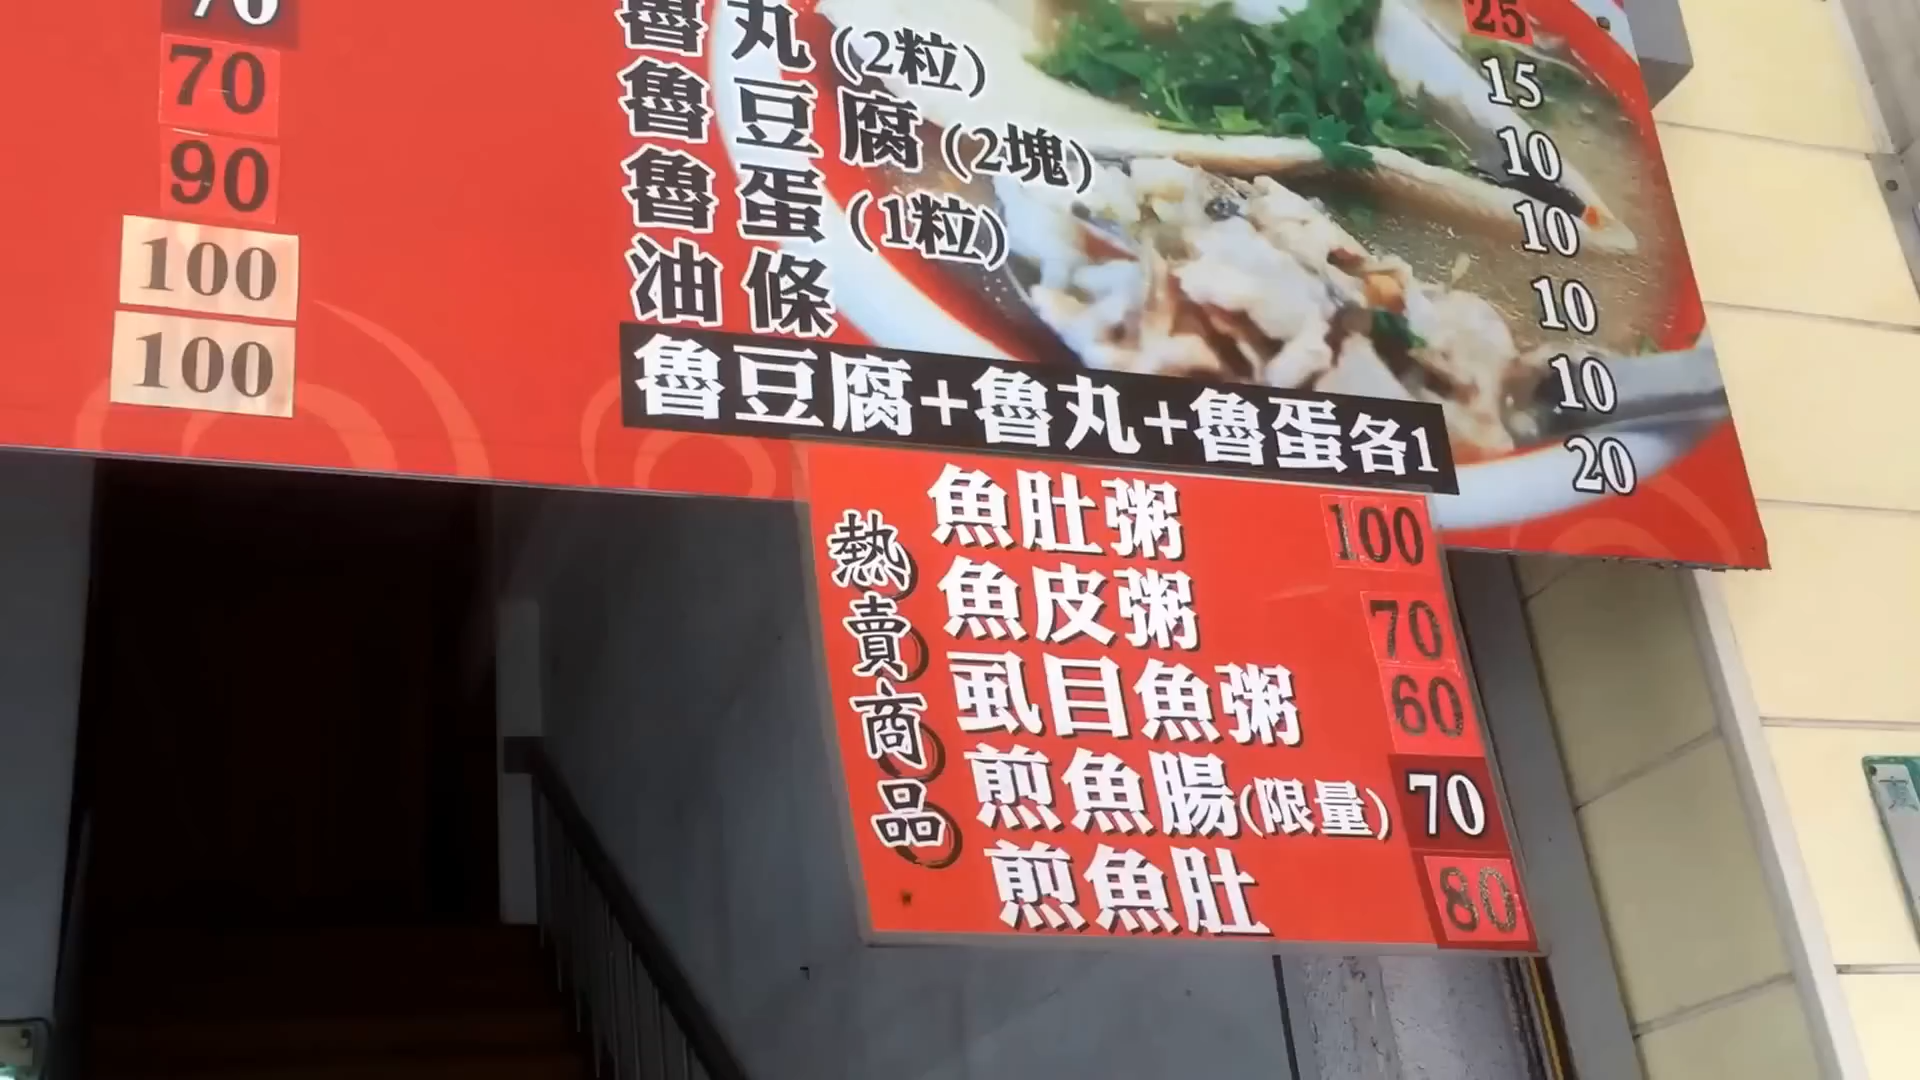 70
70
90
100
100
魯丸(2粒)
魯豆腐(2塊)
魯蛋(1粒)
油條
魯豆腐+魯丸+魯蛋各1
25
15
10
10
10
10
20
熱賣商品
魚肚粥 100
魚皮粥 70
虱目魚粥 60
煎魚腸(限量) 70
煎魚肚 80